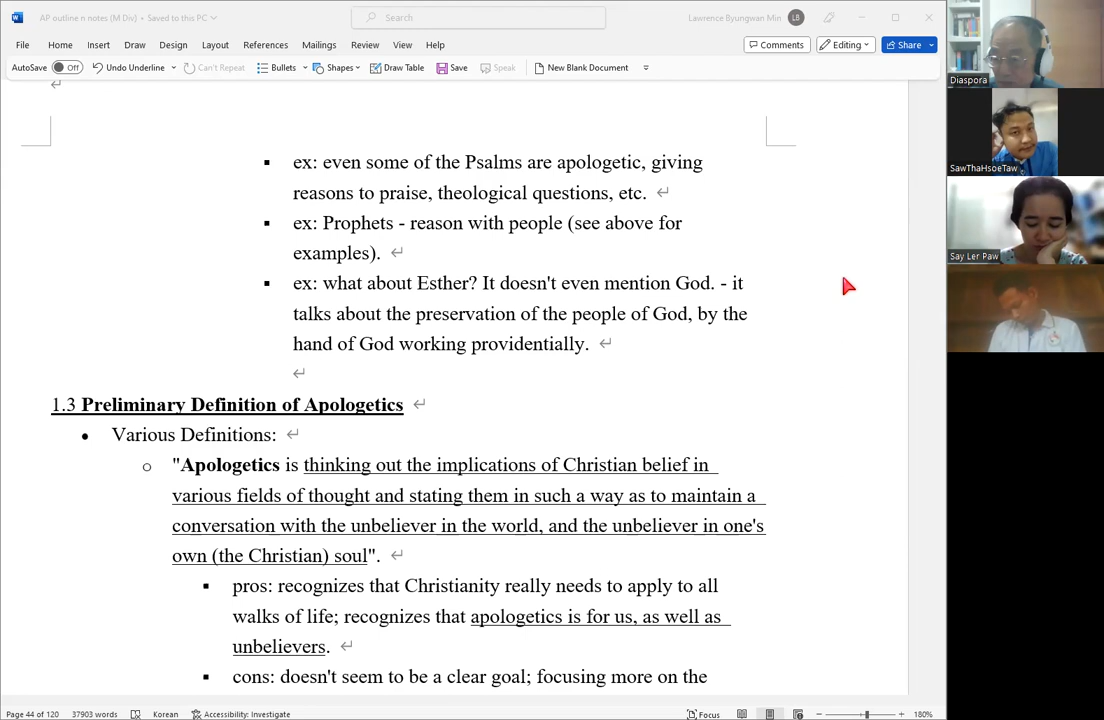 AP outline n notes (M Div) • Saved to this PC
Search
Lawrence Byungwan Min LB
File Home Insert Draw Design Layout References Mailings Review View Help Comments Editing Share
AutoSave Off Undo Underline Can't Repeat Bullets Shapes Draw Table Save Speak New Blank Document
ex: even some of the Psalms are apologetic, giving
reasons to praise, theological questions, etc.
ex: Prophets - reason with people (see above for
examples).
ex: what about Esther? It doesn't even mention God. - it
talks about the preservation of the people of God, by the
hand of God working providentially.
1.3 Preliminary Definition of Apologetics
Various Definitions:
"Apologetics is thinking out the implications of Christian belief in
various fields of thought and stating them in such a way as to maintain a
conversation with the unbeliever in the world, and the unbeliever in one's
own (the Christian) soul".
pros: recognizes that Christianity really needs to apply to all
walks of life; recognizes that apologetics is for us, as well as
unbelievers.
cons: doesn't seem to be a clear goal; focusing more on the
Page 44 of 120 37903 words Korean Accessibility: Investigate Focus 180%
Diaspora
SawThaHsoeTaw
Say Ler Paw